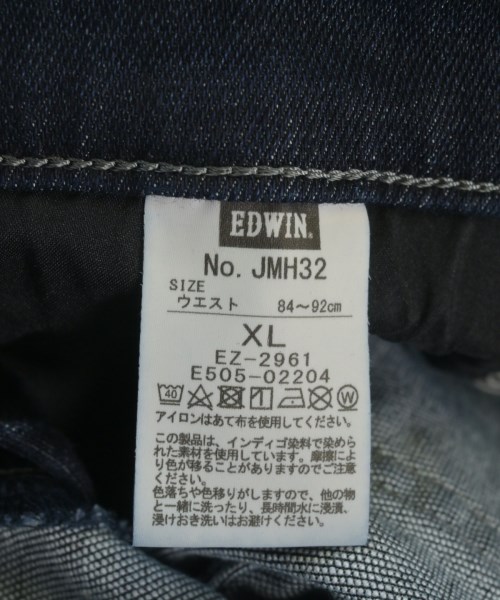 EDWIN.
No. JMH32
SIZE
ウエスト 84～92cm
XL
EZ-2961
E505-02204
40 W
アイロンはあて布を使用してください。
この製品は、インディゴ染料で染めら
れた素材を使用しています。摩擦によ
り色が移ることがありますのでご注意
ください。
色落ちや色移りがしますので、他の物
と一緒に洗ったり、長時間水に浸漬、
浸けおき洗いはお避けください。